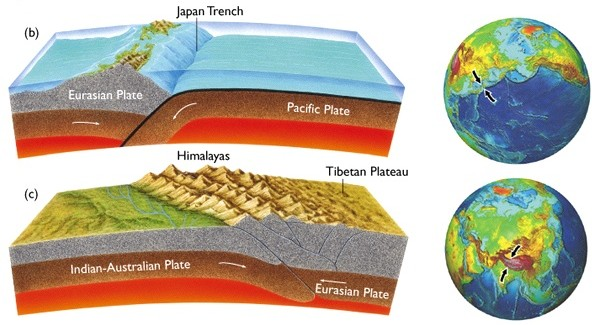 Japan Trench
(b)
Eurasian Plate
Pacific Plate
Himalayas
Tibetan Plateau
(c)
Indian-Australian Plate
Eurasian Plate